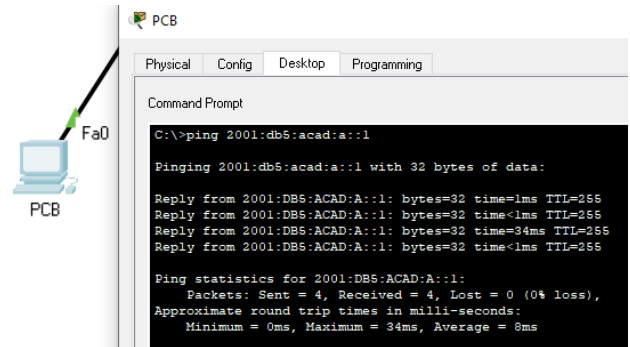 PCB
Physical Config Desktop Programming
Command Prompt
Fa0
PCB
C:\>ping 2001:db5:acad:a::1
Pinging 2001:db5:acad:a::1 with 32 bytes of data:
Reply from 2001:DB5:ACAD:A::1: bytes=32 time=1ms TTL=255
Reply from 2001:DB5:ACAD:A::1: bytes=32 time<1ms TTL=255
Reply from 2001:DB5:ACAD:A::1: bytes=32 time=34ms TTL=255
Reply from 2001:DB5:ACAD:A::1: bytes=32 time<1ms TTL=255
Ping statistics for 2001:DB5:ACAD:A::1:
Packets: Sent = 4, Received = 4, Lost = 0 (0% loss),
Approximate round trip times in milli-seconds:
Minimum = 0ms, Maximum = 34ms, Average = 8ms